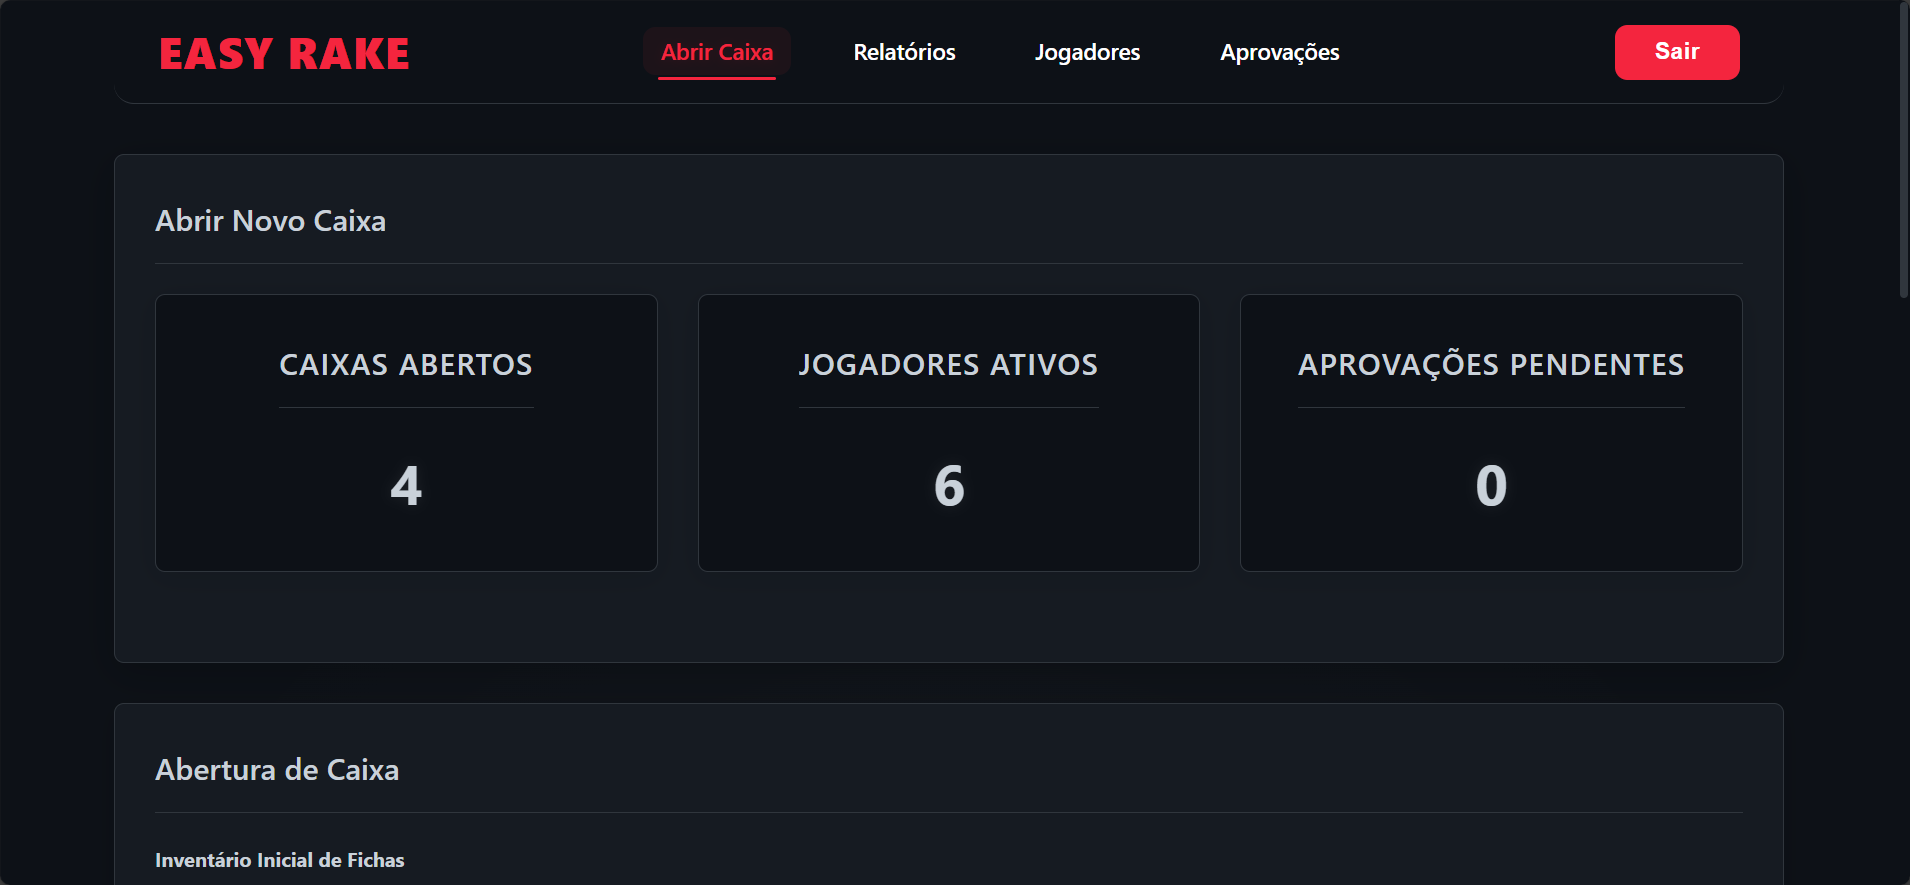 EASY RAKE
Abrir Caixa
Relatórios
Jogadores
Aprovações
Sair
Abrir Novo Caixa
CAIXAS ABERTOS
4
JOGADORES ATIVOS
6
APROVAÇÕES PENDENTES
0
Abertura de Caixa
Inventário Inicial de Fichas